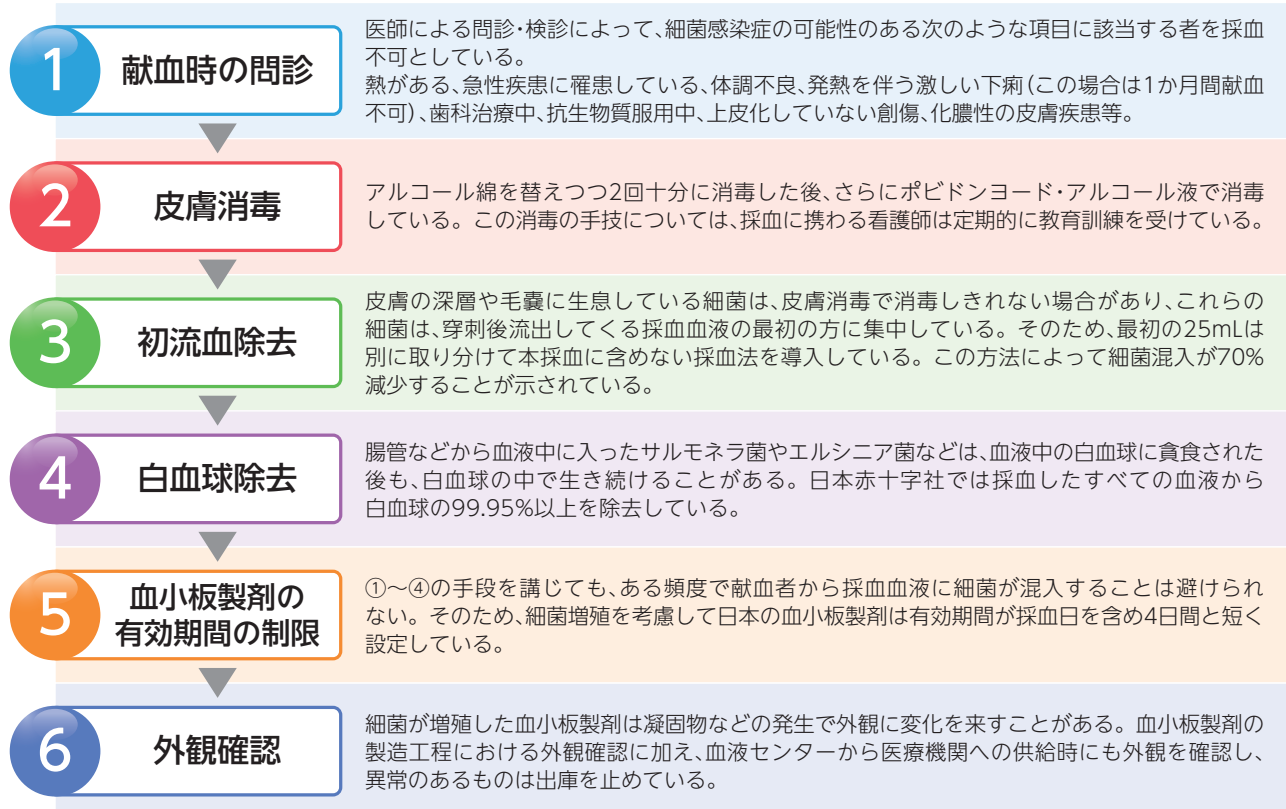 1
献血時の問診
医師による問診・検診によって、細菌感染症の可能性のある次のような項目に該当する者を採血
不可としている。
熱がある、急性疾患に罹患している、体調不良、発熱を伴う激しい下痢(この場合は1か月間献血
不可)、歯科治療中、抗生物質服用中、上皮化していない創傷、化膿性の皮膚疾患等。
2
皮膚消毒
アルコール綿を替えつつ2回十分に消毒した後、さらにポビドンヨード・アルコール液で消毒
している。この消毒の手技については、採血に携わる看護師は定期的に教育訓練を受けている。
3
初流血除去
皮膚の深層や毛嚢に生息している細菌は、皮膚消毒で消毒しきれない場合があり、これらの
細菌は、穿刺後流出してくる採血血液の最初の方に集中している。そのため、最初の25mLは
別に取り分けて本採血に含めない採血法を導入している。この方法によって細菌混入が70%
減少することが示されている。
4
白血球除去
腸管などから血液中に入ったサルモネラ菌やエルシニア菌などは、血液中の白血球に貪食された
後も、白血球の中で生き続けることがある。日本赤十字社では採血したすべての血液から
白血球の99.95%以上を除去している。
5
血小板製剤の
有効期間の制限
①〜④の手段を講じても、ある頻度で献血者から採血血液に細菌が混入することは避けられ
ない。そのため、細菌増殖を考慮して日本の血小板製剤は有効期間が採血日を含め4日間と短く
設定している。
6
外観確認
細菌が増殖した血小板製剤は凝固物などの発生で外観に変化を来すことがある。血小板製剤の
製造工程における外観確認に加え、血液センターから医療機関への供給時にも外観を確認し、
異常のあるものは出庫を止めている。